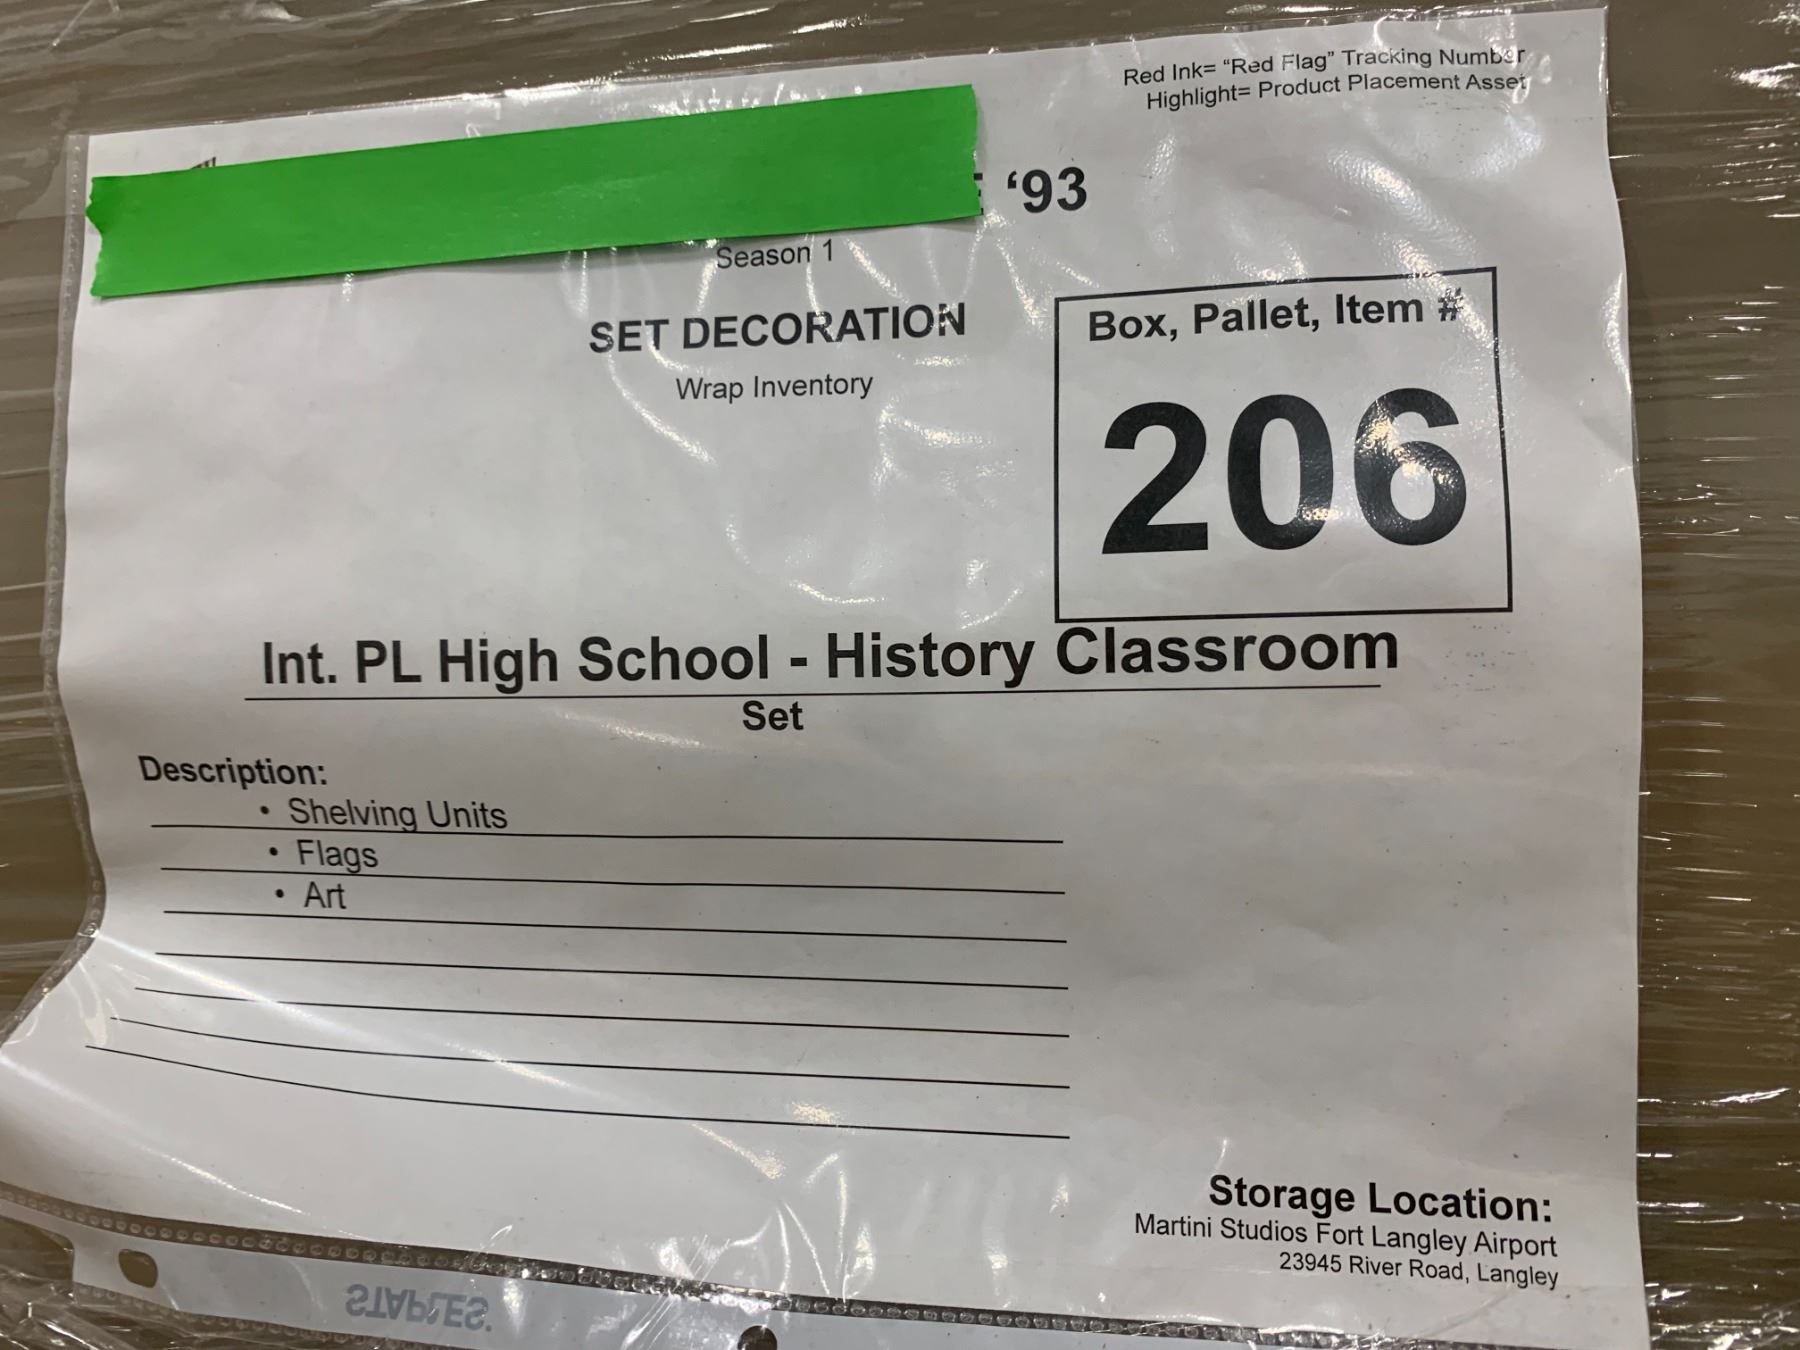 Red Ink= “Red Flag” Tracking Number
Highlight= Product Placement Asset
‘93
Season 1
SET DECORATION
Wrap Inventory
Box, Pallet, Item #
206
Int. PL High School - History Classroom
Set
Description:
• Shelving Units
• Flags
• Art
Storage Location:
Martini Studios Fort Langley Airport
23945 River Road, Langley
STAPLES.